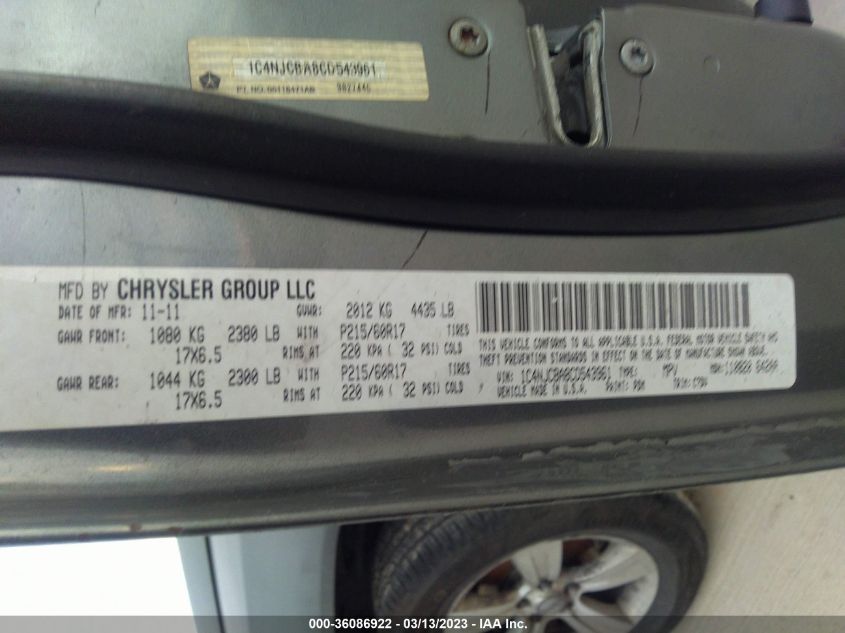 1C4NJCBA8CD543961
MFD BY CHRYSLER GROUP LLC
DATE OF MFR: 11-11 GVWR: 2012 KG 4435 LB
GAWR FRONT: 1080 KG 2380 LB WITH P215/60R17 TIRES
17X6.5 RIMS AT 220 KPA ( 32 PSI) COLD
GAWR REAR: 1044 KG 2300 LB WITH P215/60R17 TIRES
17X6.5 RIMS AT 220 KPA ( 32 PSI) COLD
THIS VEHICLE CONFORMS TO ALL APPLICABLE U.S.A. FEDERAL MOTOR VEHICLE SAFETY AND
THEFT PREVENTION STANDARDS IN EFFECT ON THE DATE OF MANUFACTURE SHOWN ABOVE.
VIN: 1C4NJCBA8CD543961 TYPE: MPV MDH:
VEHICLE MADE IN U.S.A. PAINT: PDM TRIM:
000-36086922 - 03/13/2023 - IAA Inc.